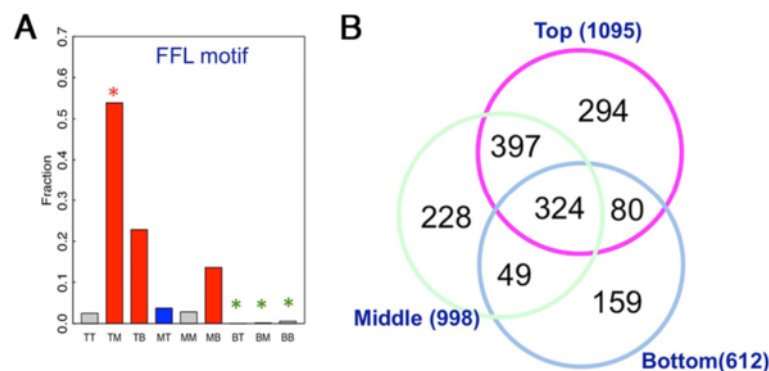 A
FFL motif
Fraction
0.7
0.6
0.5
0.4
0.3
0.2
0.1
0.0
*
* * *
TT TM TB MT MM MB BT BM BB
B
Top (1095)
294
397
228
324
80
49
159
Middle (998)
Bottom(612)